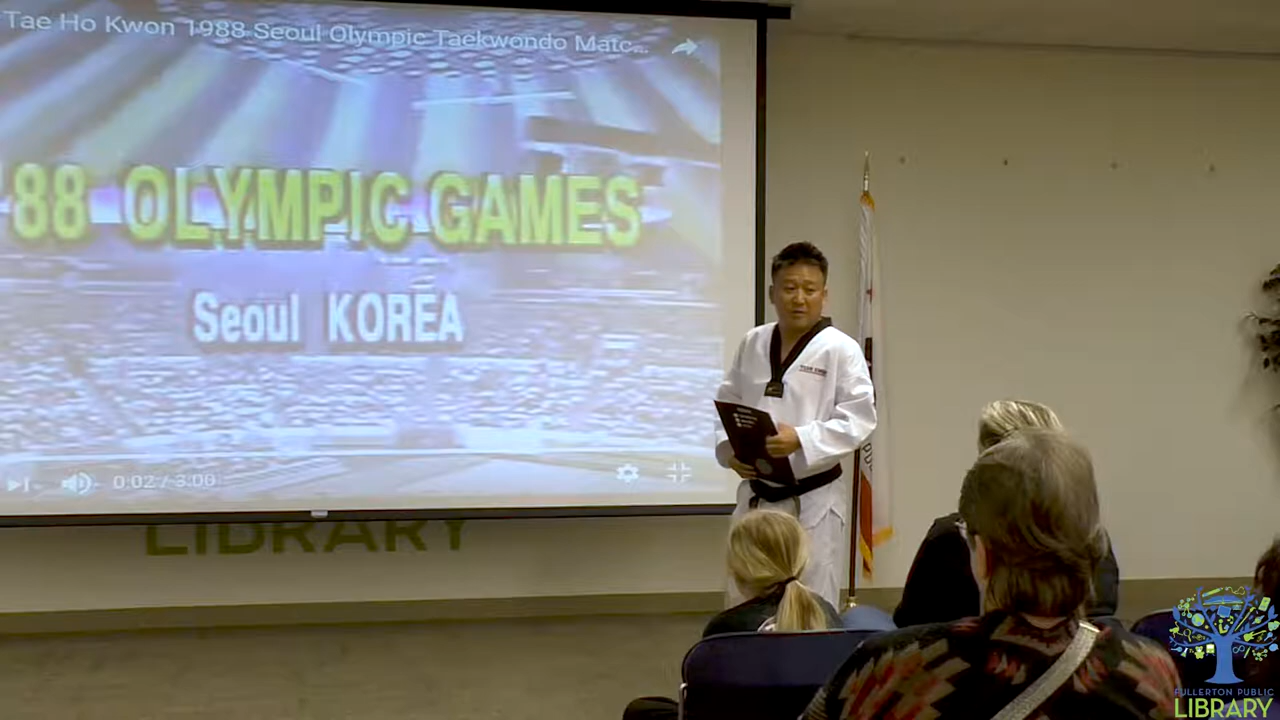 Tae Ho Kwon 1988 Seoul Olympic Taekwondo Matc...
'88 OLYMPIC GAMES
Seoul KOREA
0:02 / 3:00
LIBRARY
FULLERTON PUBLIC
LIBRARY